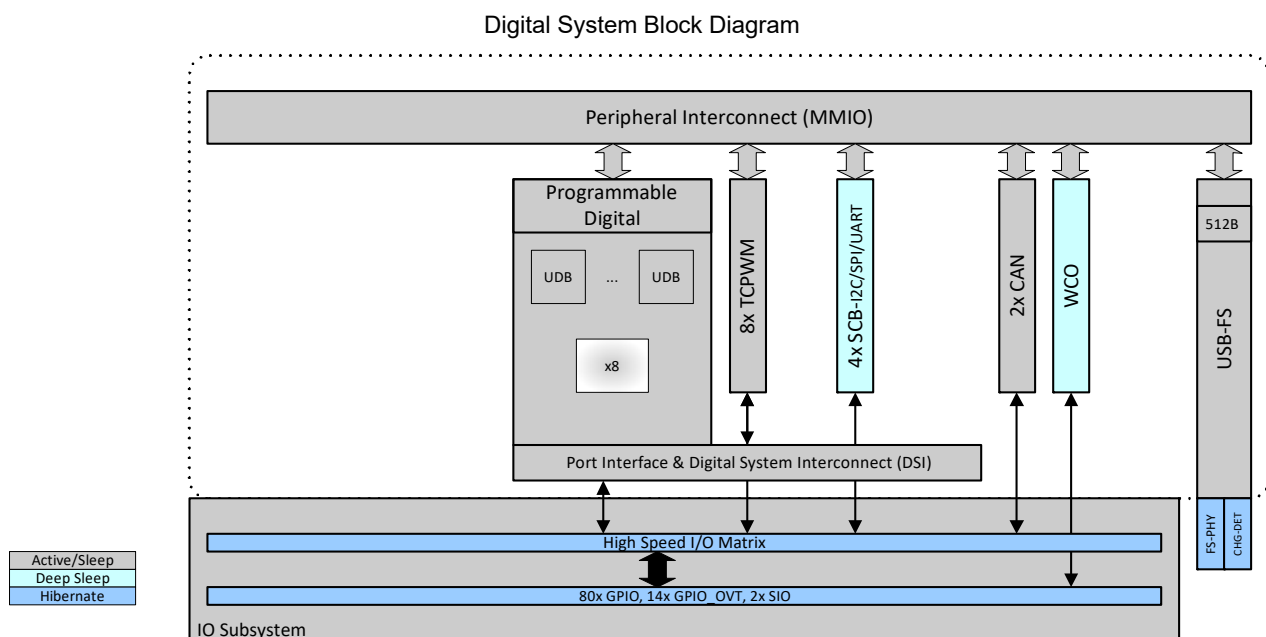 Digital System Block Diagram
Peripheral Interconnect (MMIO)
Programmable
Digital
UDB
...
UDB
x8
8x TCPWM
4x SCB-I2C/SPI/UART
2x CAN
WCO
512B
USB-FS
Port Interface & Digital System Interconnect (DSI)
FS-PHY
CHG-DET
High Speed I/O Matrix
80x GPIO, 14x GPIO_OVT, 2x SIO
IO Subsystem
Active/Sleep
Deep Sleep
Hibernate